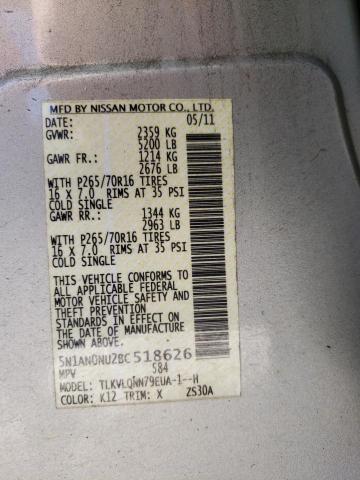 MFD BY NISSAN MOTOR CO., LTD.
DATE: 05/11
GVWR: 2359 KG
5200 LB
GAWR FR.: 1214 KG
2676 LB
WITH P265/70R16 TIRES
16 X 7.0 RIMS AT 35 PSI
COLD SINGLE
GAWR RR.: 1344 KG
2963 LB
WITH P265/70R16 TIRES
16 X 7.0 RIMS AT 35 PSI
COLD SINGLE
THIS VEHICLE CONFORMS TO
ALL APPLICABLE FEDERAL
MOTOR VEHICLE SAFETY AND
THEFT PREVENTION
STANDARDS IN EFFECT ON THE
DATE OF MANUFACTURE
SHOWN ABOVE.
5N1AN0NU2BC518626
MPV 584
MODEL: TLKVLQNN79EUA-1--H
COLOR: K12 TRIM: X ZS30A